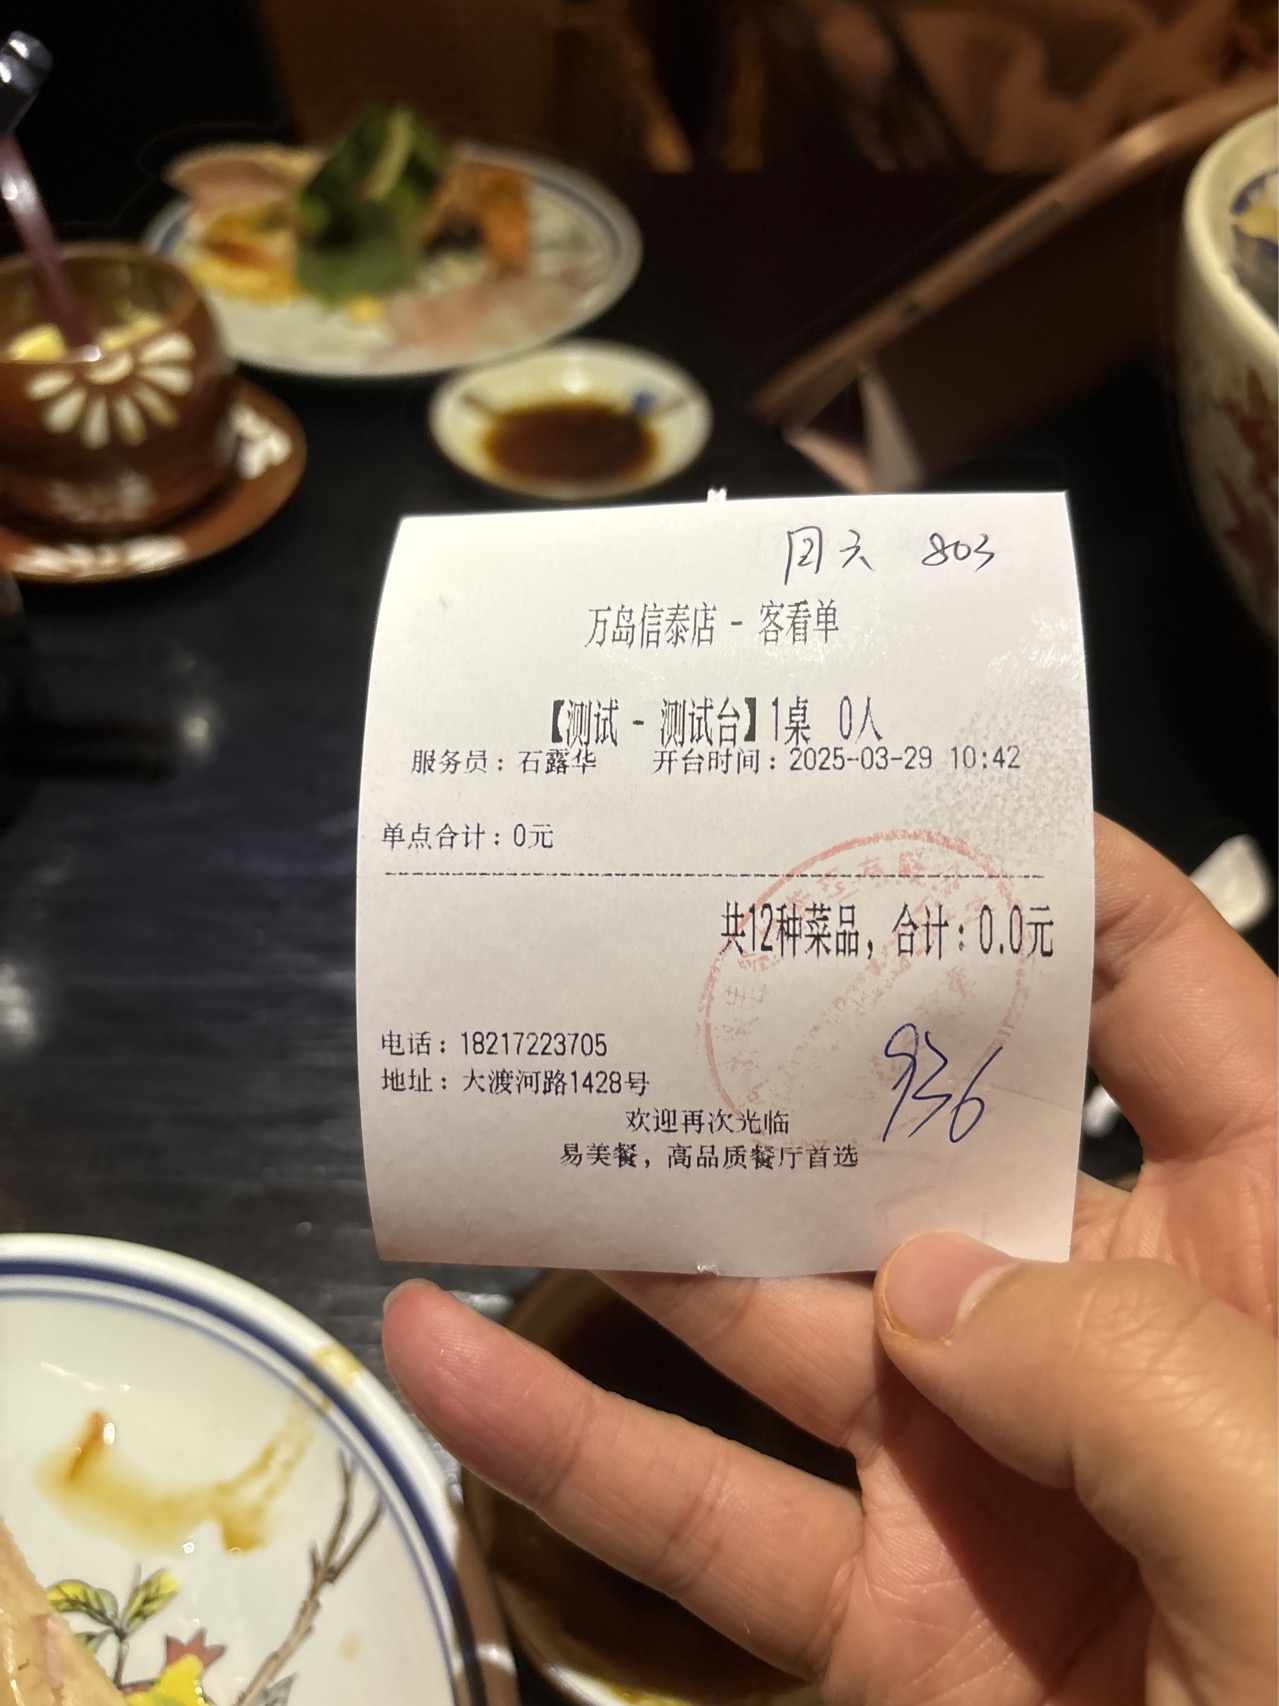 周六 803
万岛信泰店 - 客看单
【测试 - 测试台】1桌 0人
服务员：石露华 开台时间：2025-03-29 10:42
单点合计：0元
共12种菜品，合计：0.0元
936
电话：18217223705
地址：大渡河路1428号
欢迎再次光临
易美餐，高品质餐厅首选